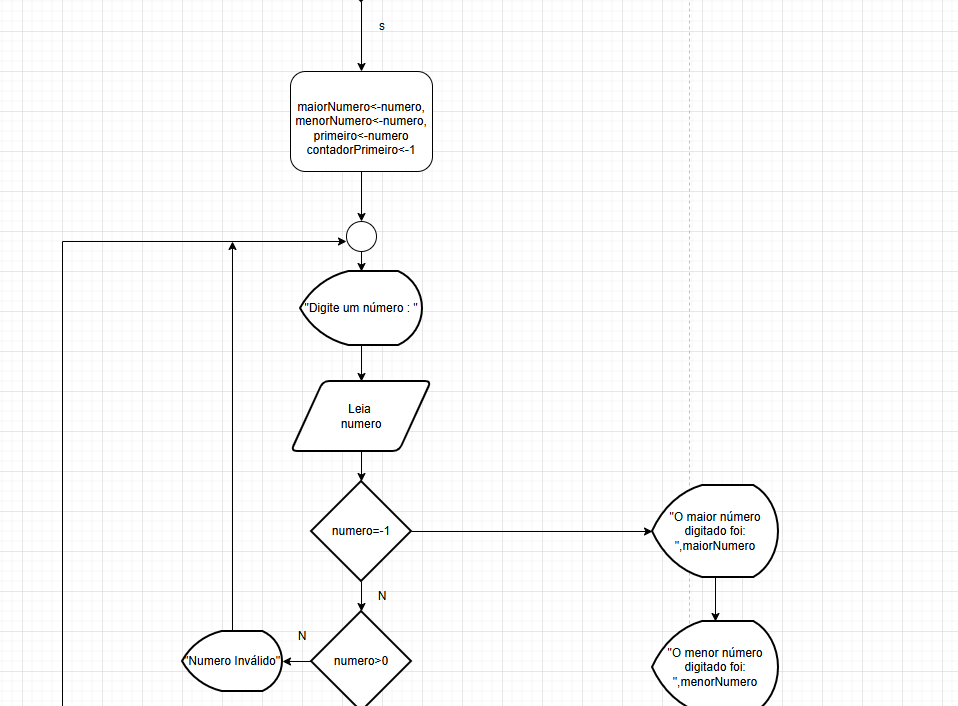 s
maiorNumero<-numero,
menorNumero<-numero,
primeiro<-numero
contadorPrimeiro<-1
"Digite um número : "
Leia
numero
numero=-1
"O maior número
digitado foi:
",maiorNumero
N
N
"Numero Inválido"
numero>0
"O menor número
digitado foi:
",menorNumero